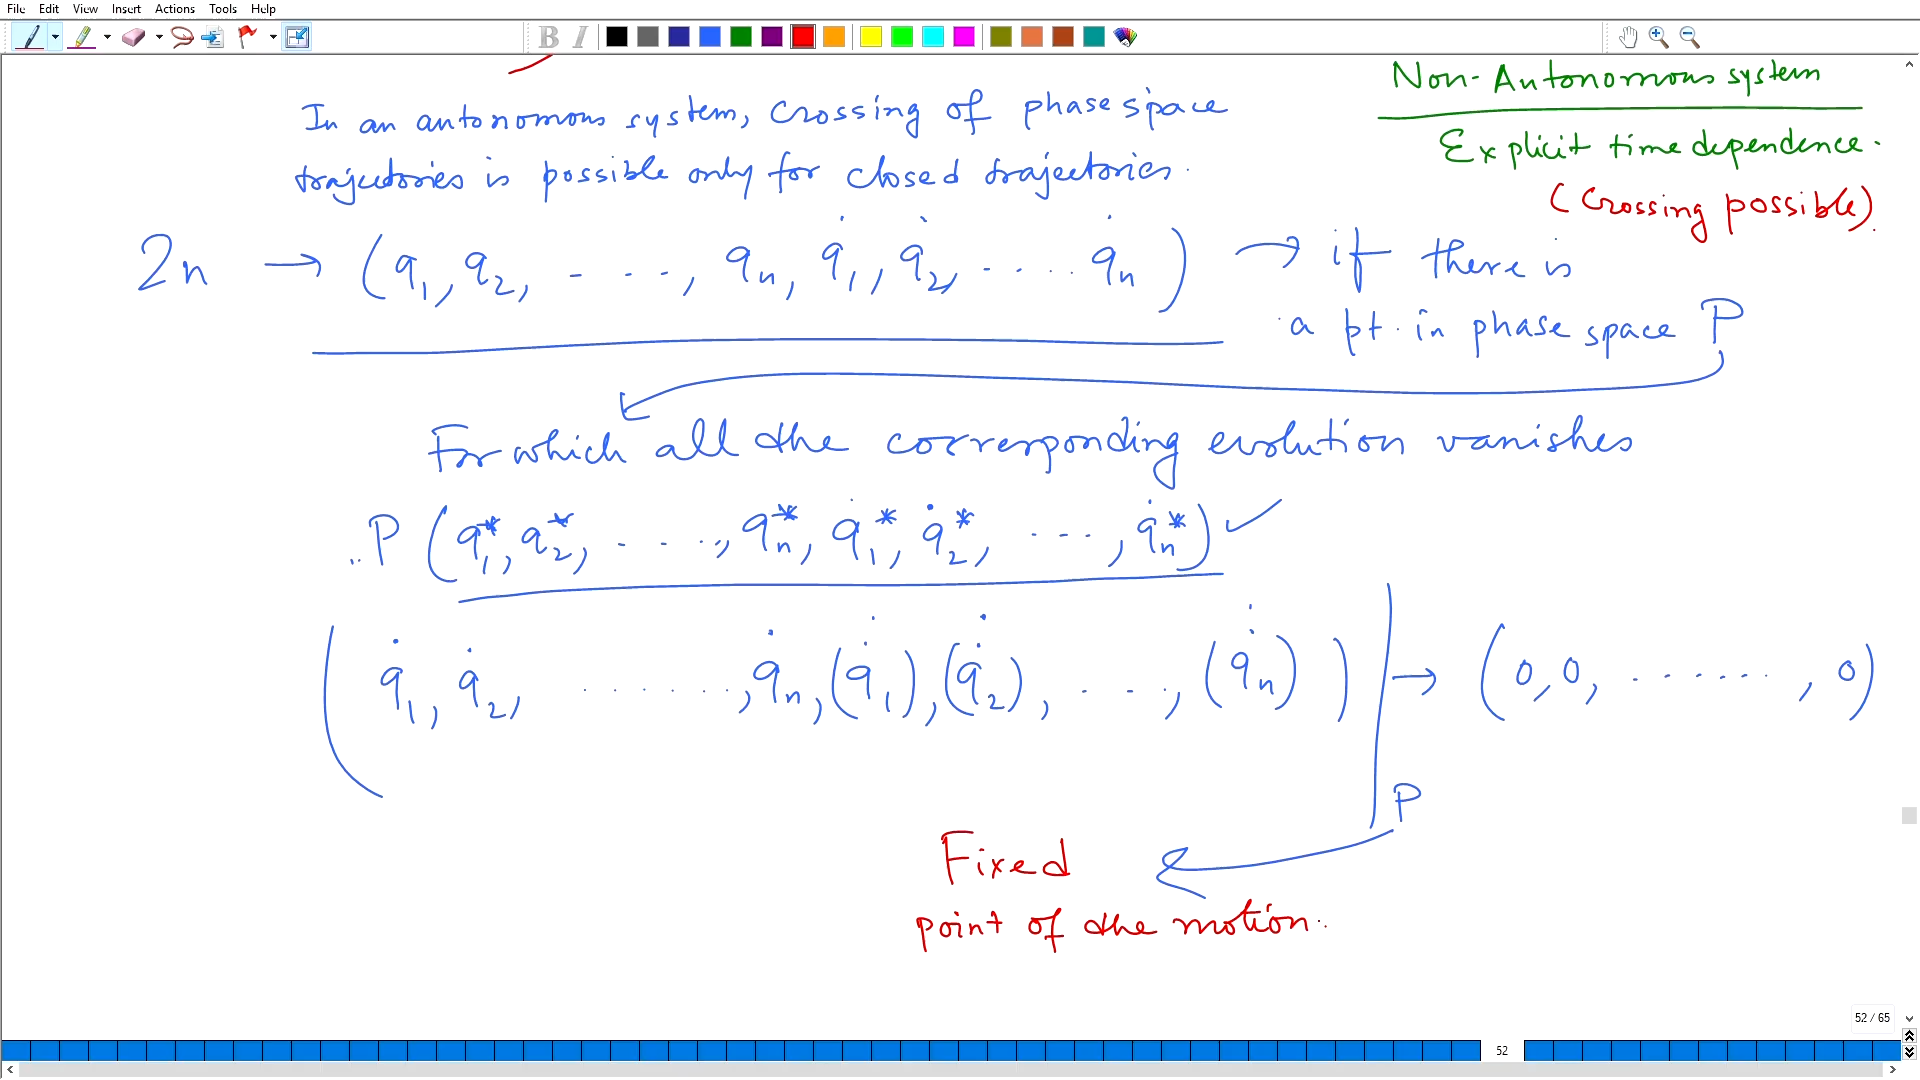 File Edit View Insert Actions Tools Help
B I
Non-Autonomous system
Explicit time dependence.
(Crossing possible).
In an autonomous system, crossing of phase space
trajectories is possible only for closed trajectories.
2n → (q₁, q₂, - - ..., qₙ, q̇₁, q̇₂, .... q̇ₙ) → if there is
a pt. in phase space P
For which all the corresponding evolution vanishes
P (q₁*, q₂*, ....., qₙ*, q̇₁*, q̇₂*, ..., q̇ₙ*) ✓
(q̇₁, q̇₂, ......., q̇ₙ, (q̇₁)˙, (q̇₂)˙, ...., (q̇ₙ)˙) |P → (0,0, ......., 0)
Fixed
point of the motion.
52 / 65
52